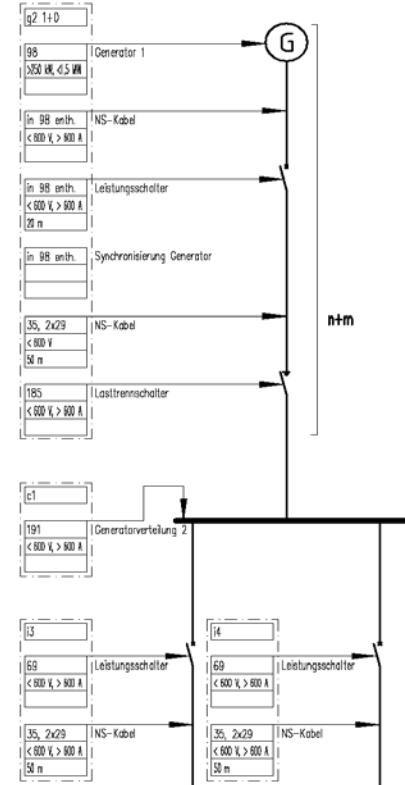 g2 1+D
98
>750 kW, <1,5 MW
Generator 1
G
in 98 enth.
< 600 V, > 600 A
NS-Kabel
in 98 enth.
< 600 V, > 600 A
20 m
Leistungsschalter
in 98 enth.
Synchronisierung Generator
35, 2x29
< 600 V
50 m
NS-Kabel
n+m
185
< 600 V, > 600 A
Lasttrennschalter
c1
191
< 600 V, > 600 A
Generatorverteilung 2
i3
69
< 600 V, > 600 A
Leistungsschalter
35, 2x29
< 600 V, > 600 A
50 m
NS-Kabel
i4
69
< 600 V, > 600 A
Leistungsschalter
35, 2x29
< 600 V, > 600 A
50 m
NS-Kabel